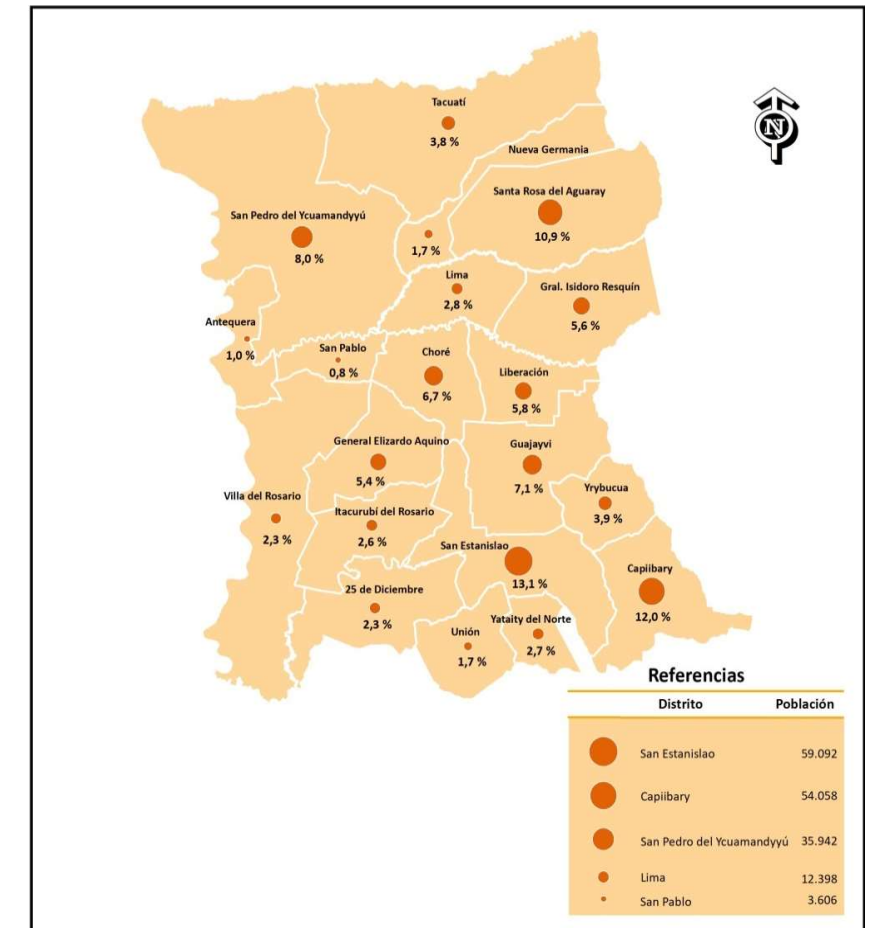 Tacuatí
3,8 %
Nueva Germania
N
Santa Rosa del Aguaray
10,9 %
San Pedro del Ycuamandyyú
8,0 %
1,7 %
Lima
2,8 %
Gral. Isidoro Resquín
5,6 %
Antequera
1,0 %
San Pablo
0,8 %
Choré
6,7 %
Liberación
5,8 %
General Elizardo Aquino
5,4 %
Guajayvi
7,1 %
Yrybucua
3,9 %
Villa del Rosario
2,3 %
Itacurubí del Rosario
2,6 %
San Estanislao
13,1 %
Capiibary
12,0 %
25 de Diciembre
2,3 %
Unión
1,7 %
Yataity del Norte
2,7 %
Referencias
Distrito Población
San Estanislao 59.092
Capiibary 54.058
San Pedro del Ycuamandyyú 35.942
Lima 12.398
San Pablo 3.606